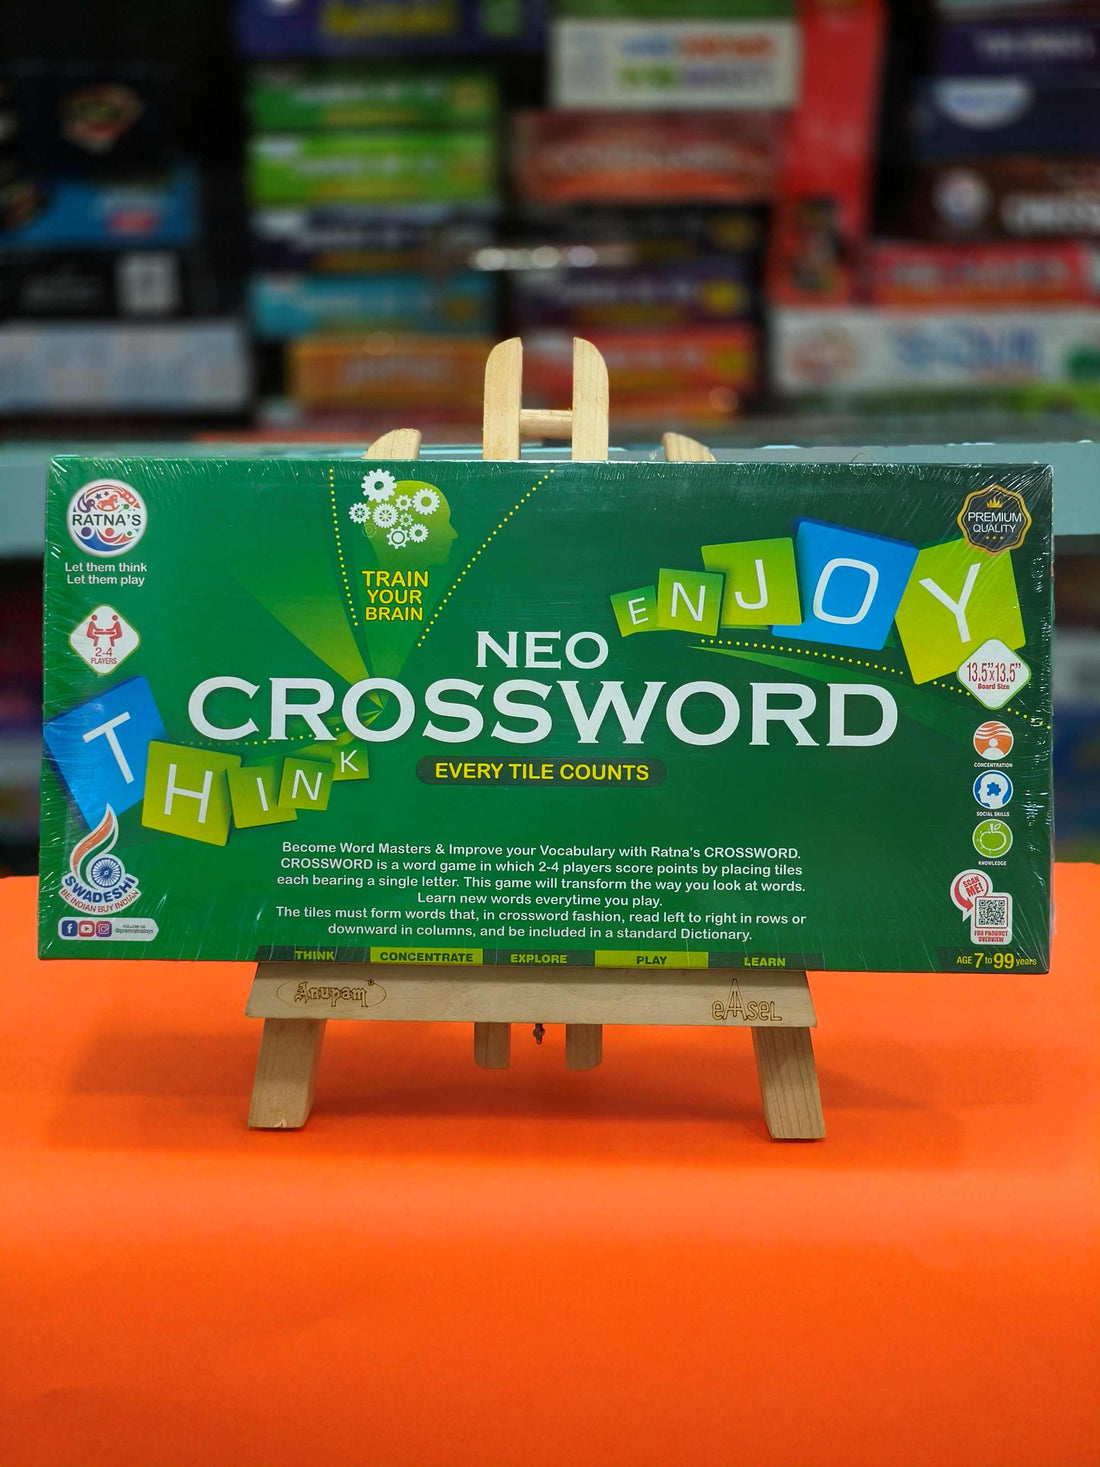 RATNA'S
Let them think
Let them play
2-4
PLAYERS
TRAIN
YOUR
BRAIN
ENJOY
PREMIUM
QUALITY
13.5"x13.5"
Board Size
NEO
CROSSWORD
EVERY TILE COUNTS
THINK
CONCENTRATION
SOCIAL SKILLS
KNOWLEDGE
SCAN
ME!
FOR PRODUCT
OVERVIEW
SWADESHI
BE INDIAN BUY INDIAN
FOLLOW US
@premratnatoys
Become Word Masters & Improve your Vocabulary with Ratna's CROSSWORD.
CROSSWORD is a word game in which 2-4 players score points by placing tiles
each bearing a single letter. This game will transform the way you look at words.
Learn new words everytime you play.
The tiles must form words that, in crossword fashion, read left to right in rows or
downward in columns, and be included in a standard Dictionary.
THINK CONCENTRATE EXPLORE PLAY LEARN
AGE 7 to 99 years
Anupam
eAsel